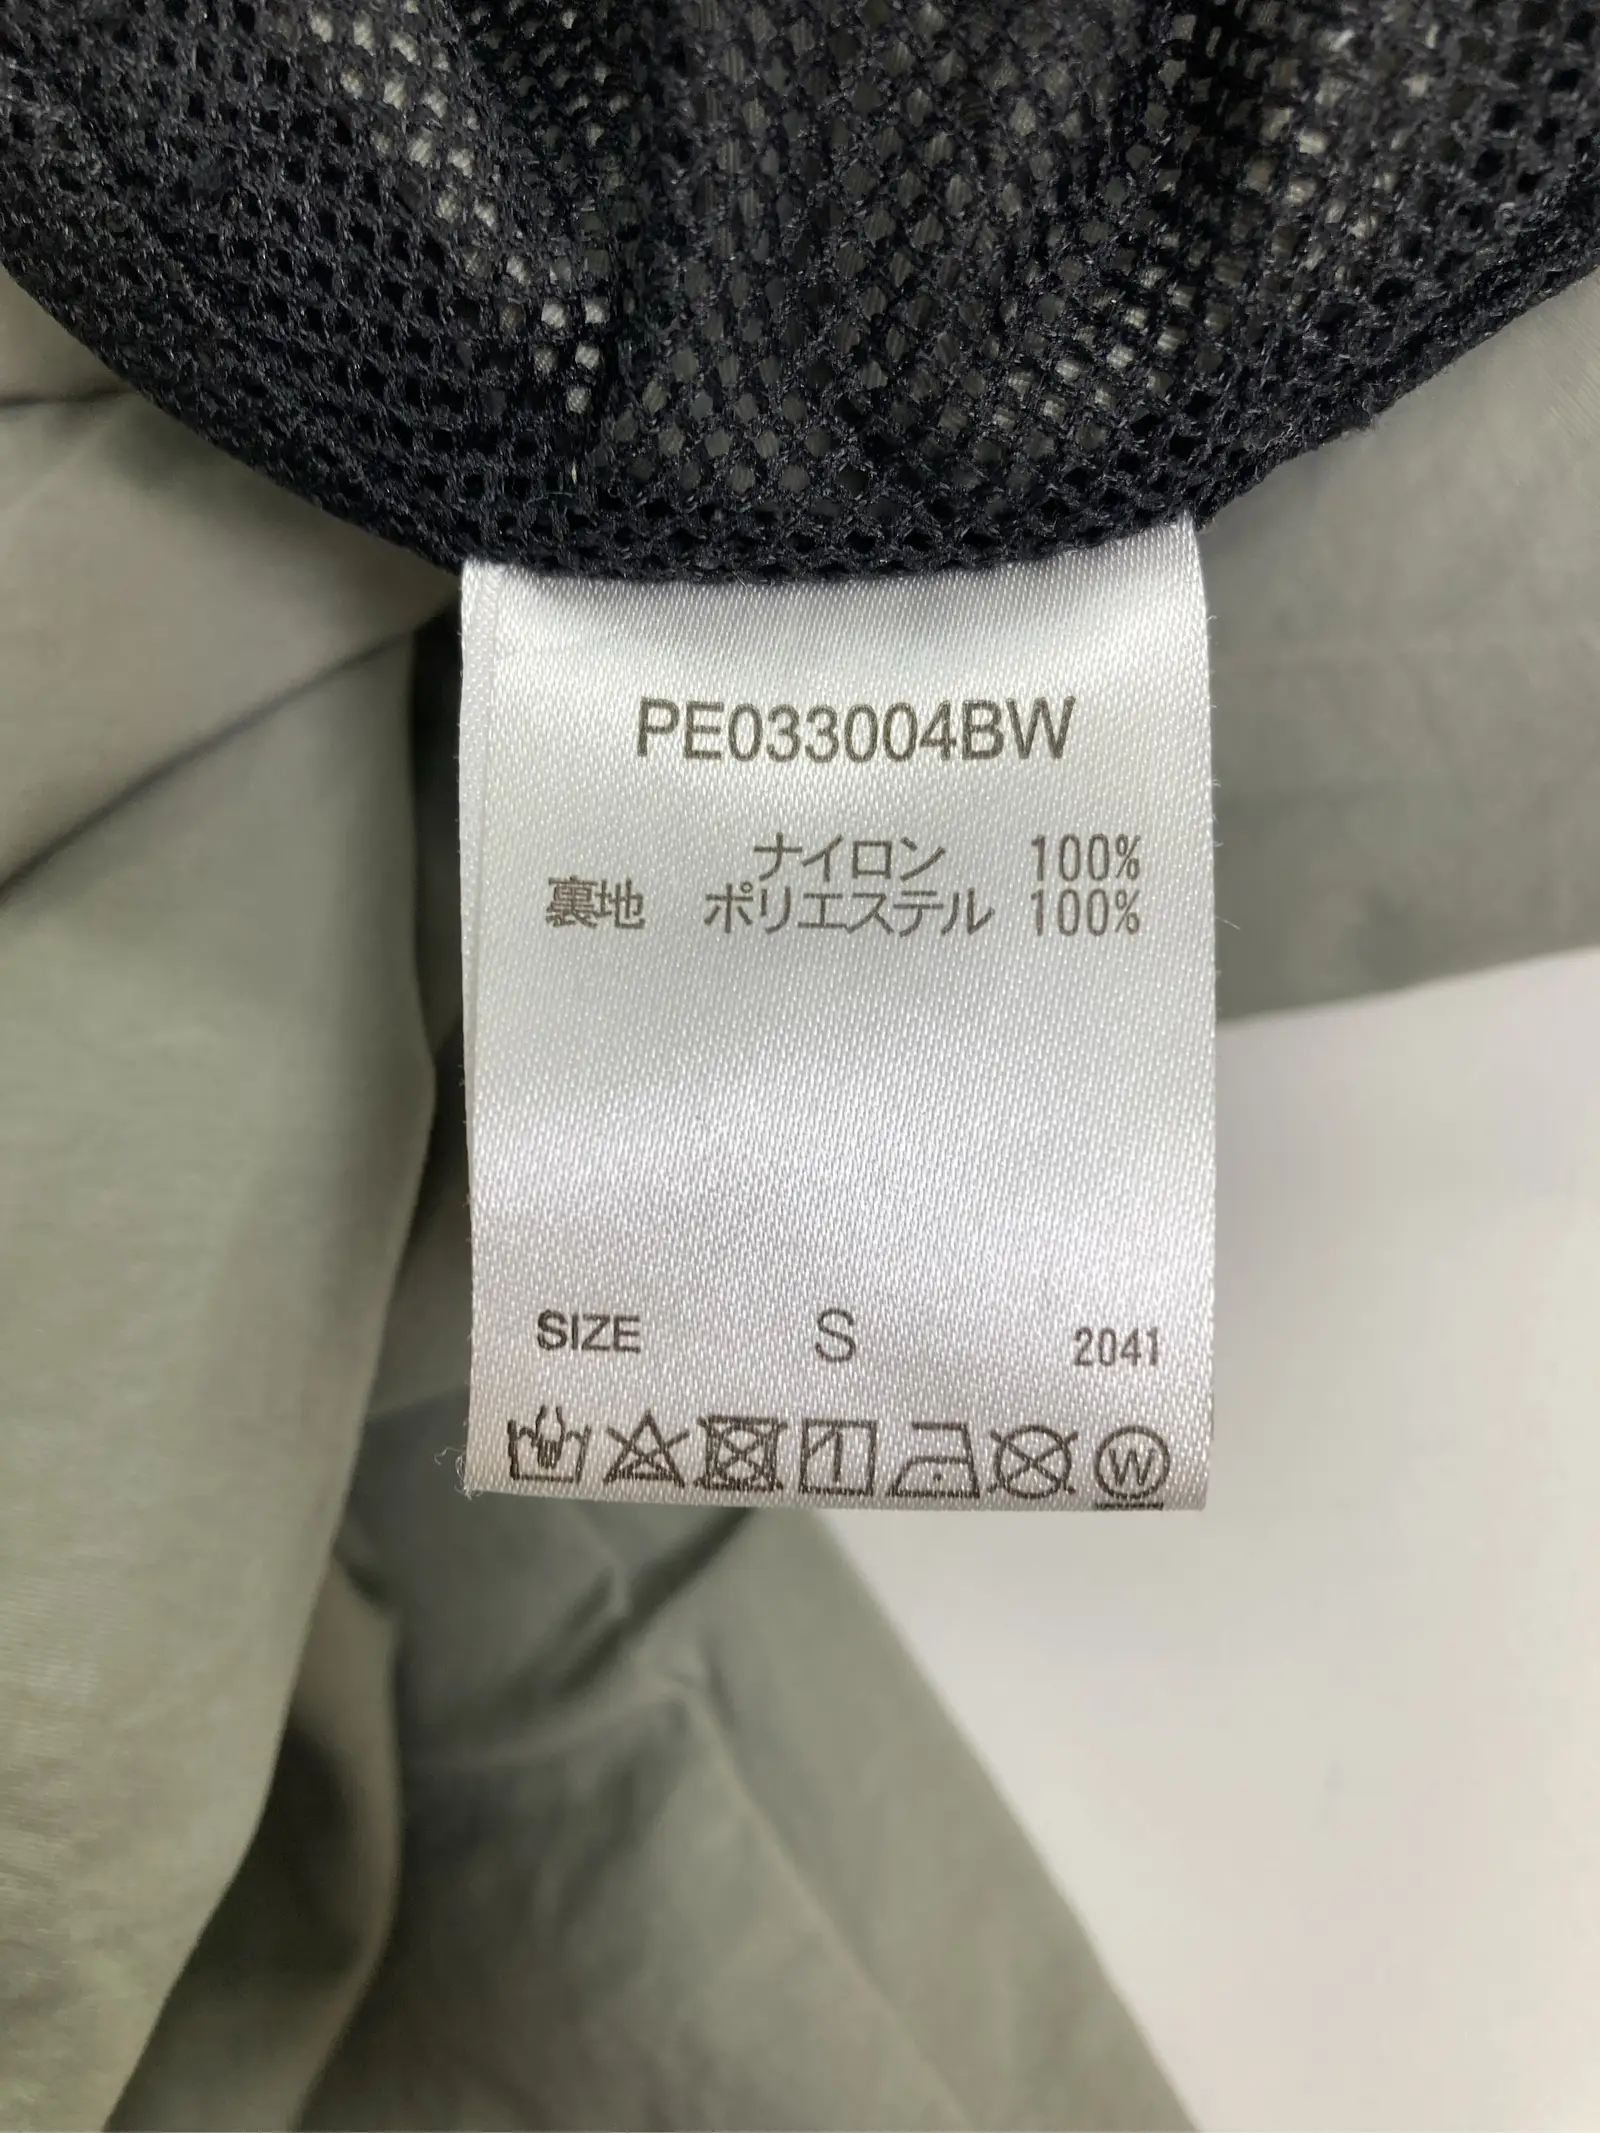 PE033004BW
ナイロン 100%
裏地 ポリエステル 100%
SIZE S 2041
W